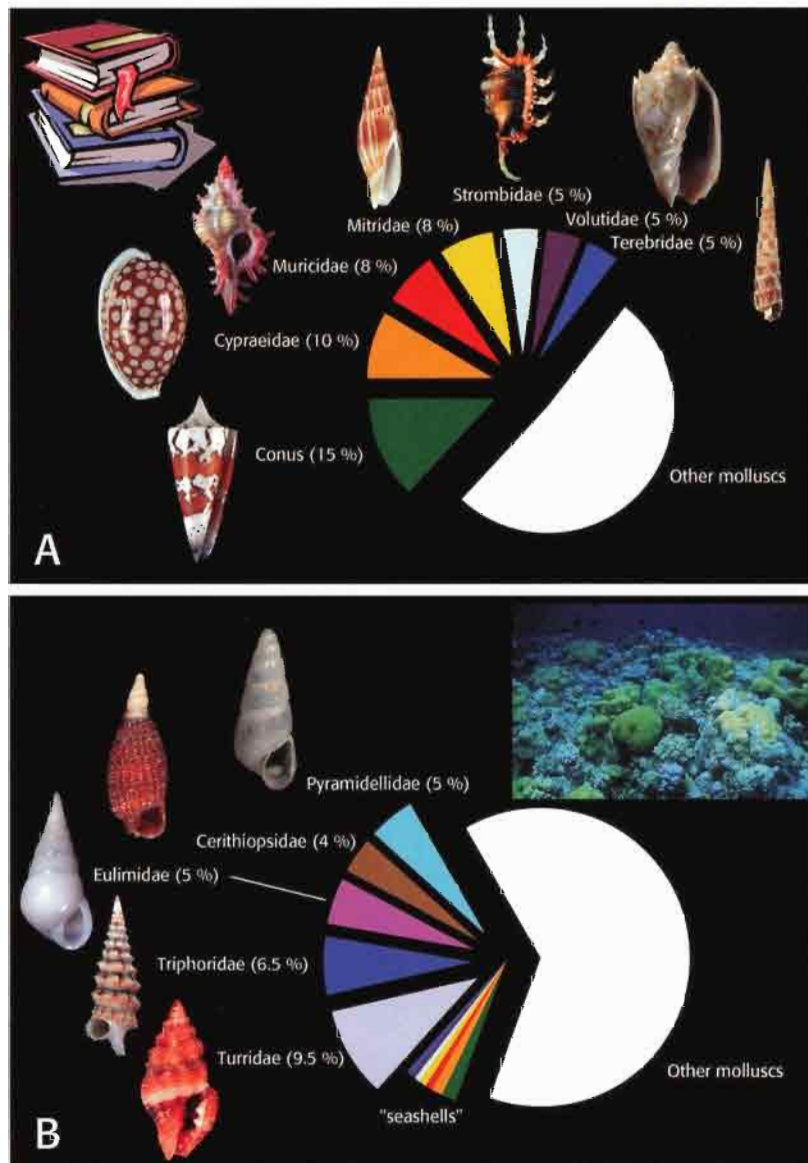 Strombidae (5 %)
Mitridae (8 %)
Volutidae (5 %)
Terebridae (5 %)
Muricidae (8 %)
Cypraeidae (10 %)
Conus (15 %)
Other molluscs
A
Pyramidellidae (5 %)
Cerithiopsidae (4 %)
Eulimidae (5 %)
Triphoridae (6.5 %)
Turridae (9.5 %)
Other molluscs
"seashells"
B